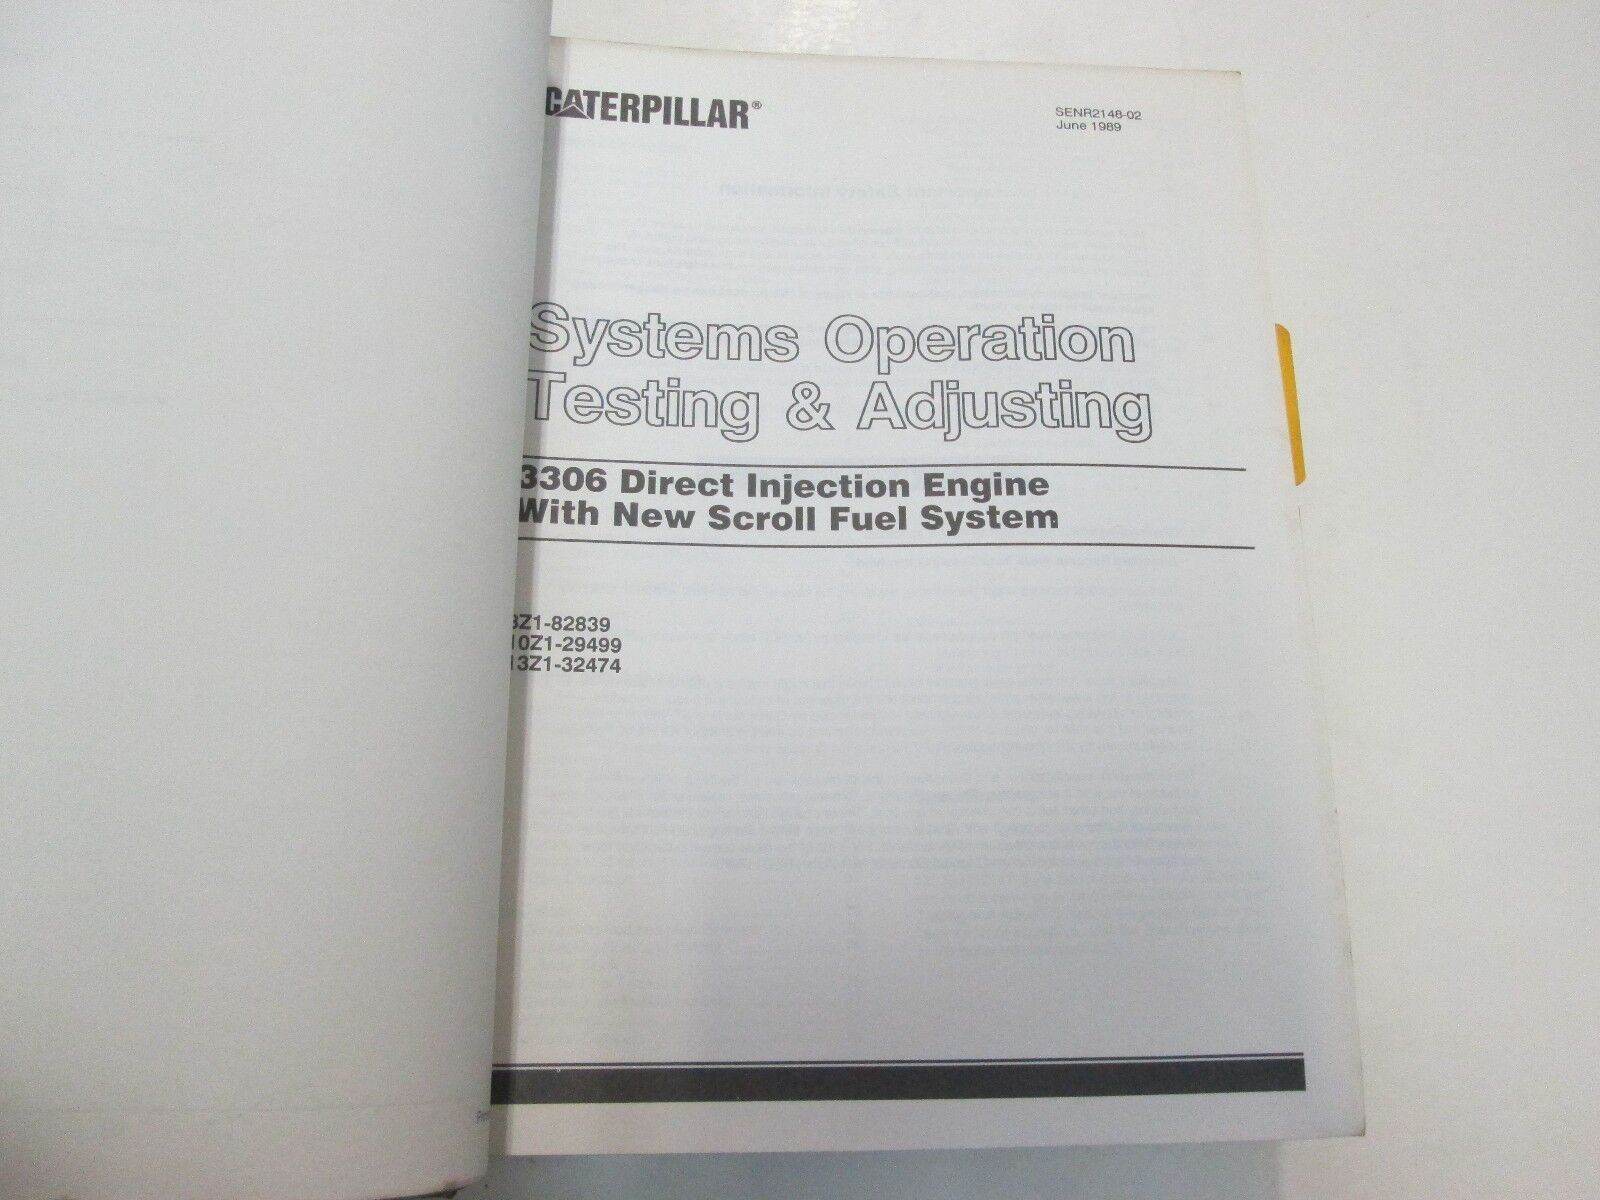 CATERPILLAR®
SENR2148-02
June 1989
Systems Operation
Testing & Adjusting
3306 Direct Injection Engine
With New Scroll Fuel System
8Z1-82839
10Z1-29499
13Z1-32474